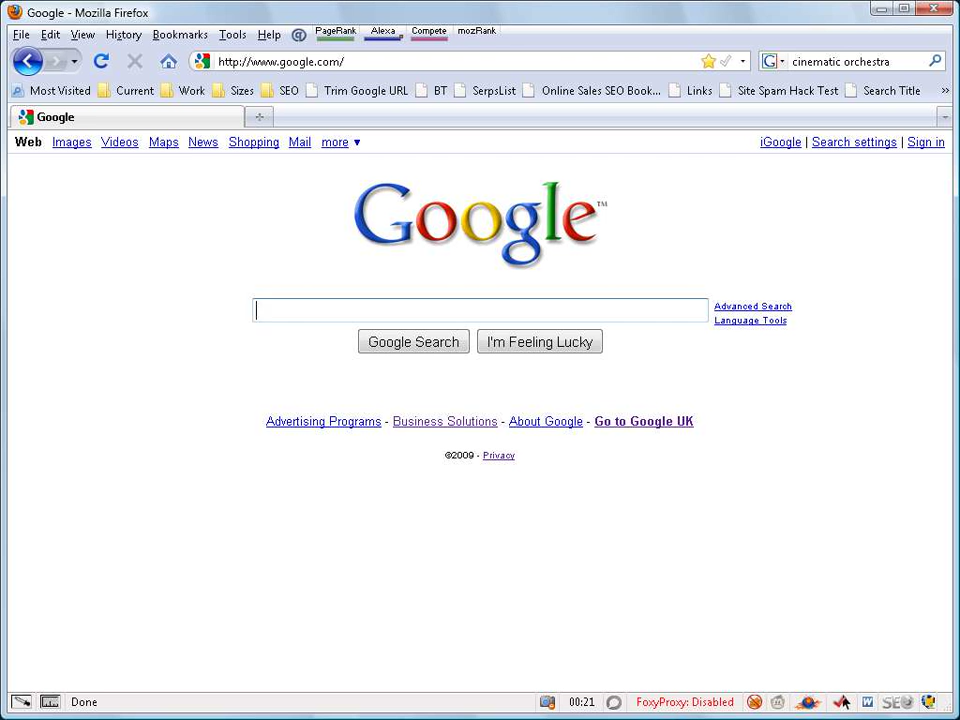 Google - Mozilla Firefox
File Edit View History Bookmarks Tools Help @ PageRank Alexa Compete mozRank
http://www.google.com/ G cinematic orchestra
Most Visited Current Work Sizes SEO Trim Google URL BT SerpsList Online Sales SEO Book... Links Site Spam Hack Test Search Title »
Google
Web Images Videos Maps News Shopping Mail more ▼ iGoogle | Search settings | Sign in
Google™
Advanced Search
Language Tools
Google Search I'm Feeling Lucky
Advertising Programs - Business Solutions - About Google - Go to Google UK
©2009 - Privacy
Done 00:21 FoxyProxy: Disabled W SEO